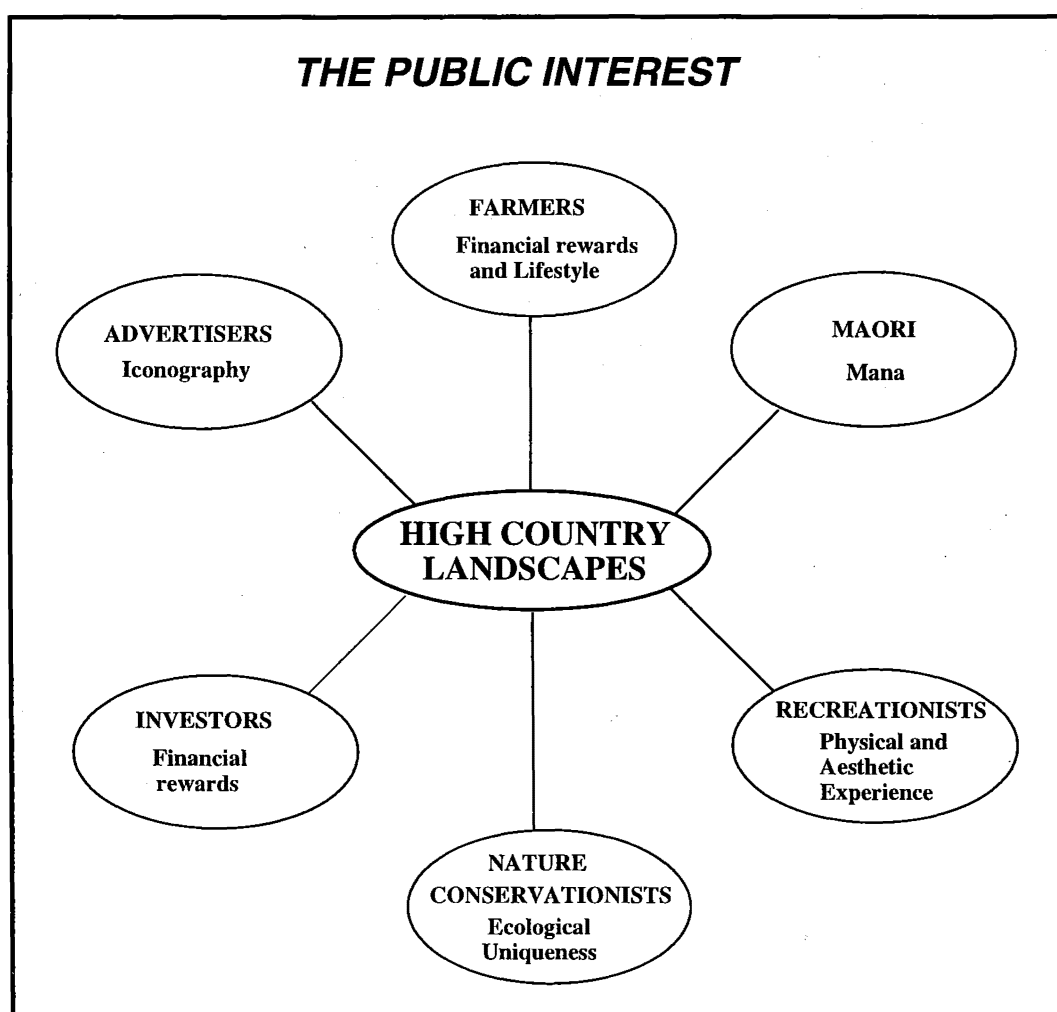 THE PUBLIC INTEREST
FARMERS
Financial rewards
and Lifestyle
ADVERTISERS
Iconography
MAORI
Mana
HIGH COUNTRY
LANDSCAPES
INVESTORS
Financial
rewards
RECREATIONISTS
Physical and
Aesthetic
Experience
NATURE
CONSERVATIONISTS
Ecological
Uniqueness